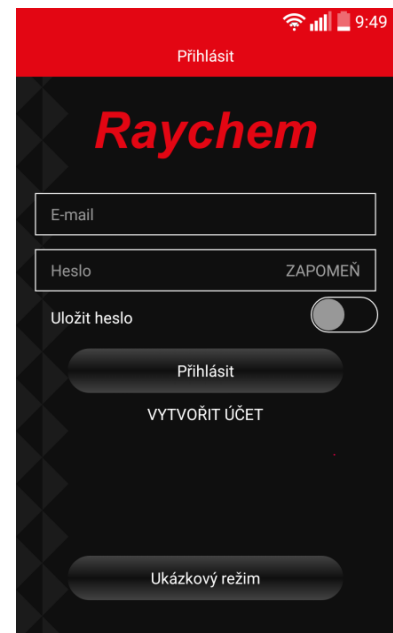 9:49
Přihlásit
Raychem
E-mail
Heslo ZAPOMEŇ
Uložit heslo
Přihlásit
VYTVOŘIT ÚČET
Ukázkový režim